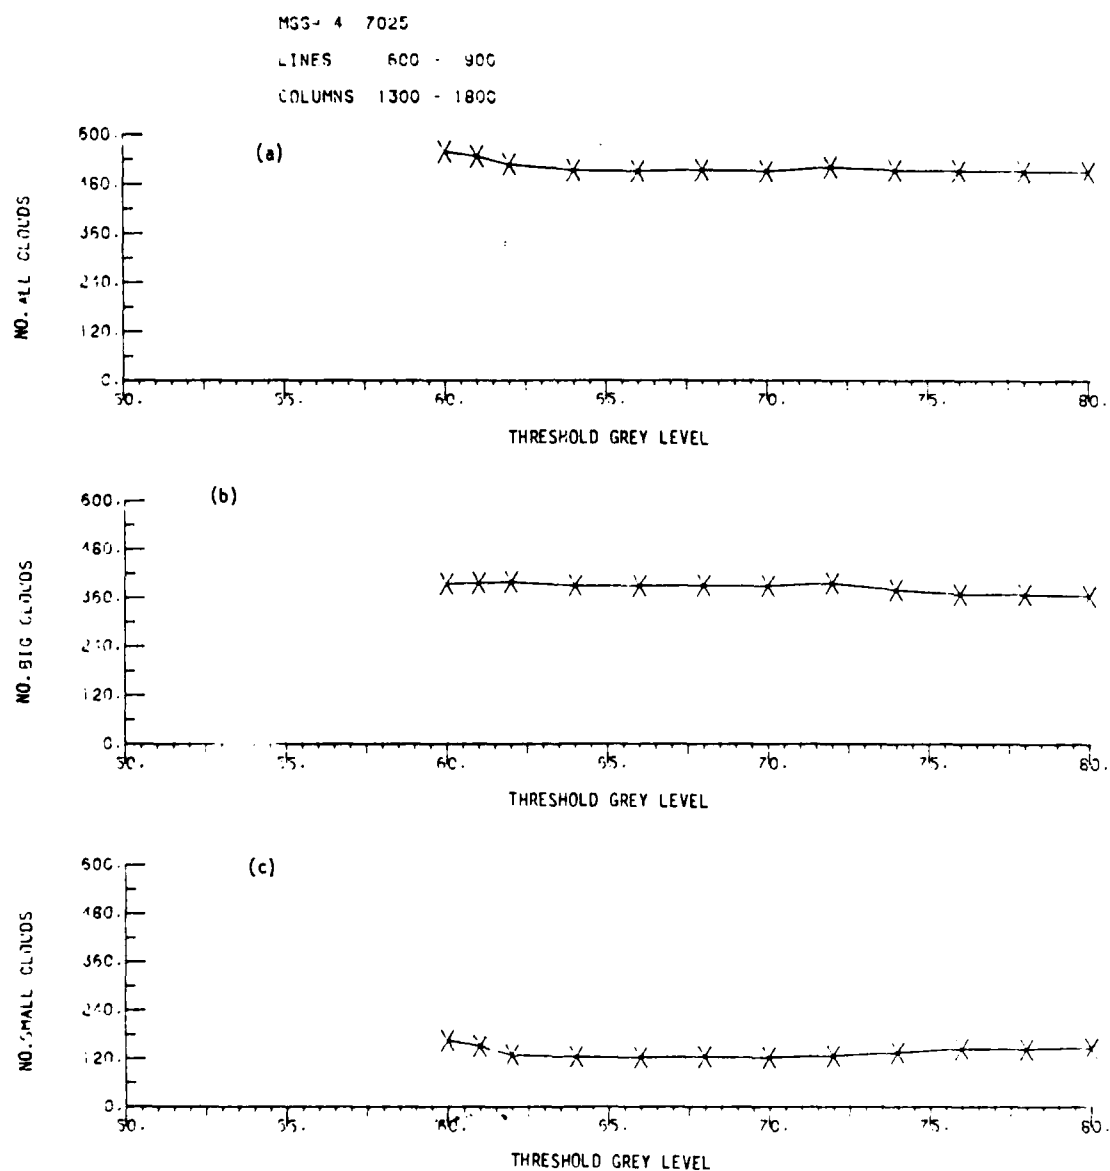 4 7025
LINES 600 - 900
COLUMNS 1300 - 1800
(a)
600.
480.
360.
240.
120.
0.
NO. ALL CLOUDS
50. 55. 60. 65. 70. 75. 80.
THRESHOLD GREY LEVEL
(b)
600.
480.
360.
240.
120.
0.
NO. BIG CLOUDS
50. 55. 60. 65. 70. 75. 80.
THRESHOLD GREY LEVEL
(c)
600.
480.
360.
240.
120.
0.
NO. SMALL CLOUDS
50. 55. 60. 65. 70. 75. 80.
THRESHOLD GREY LEVEL